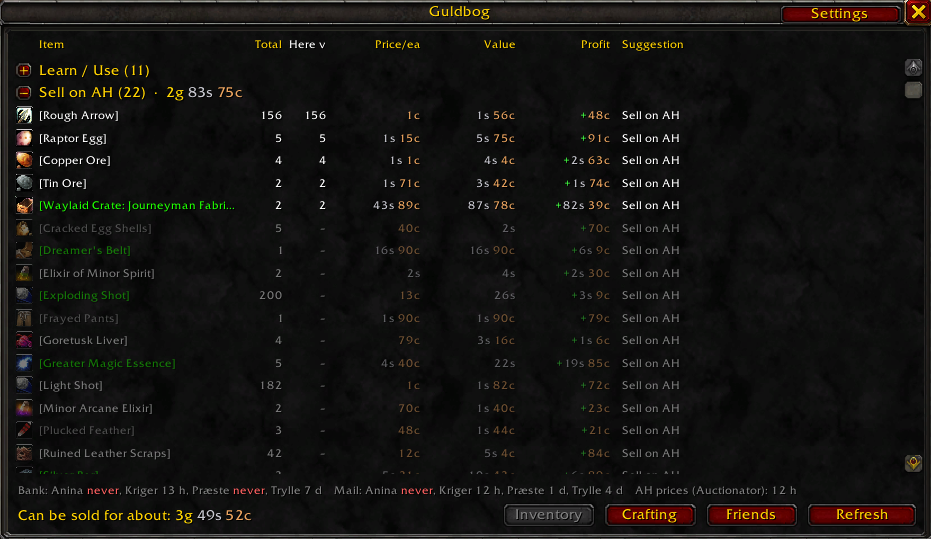 Guldbog
Settings
Item Total Here v Price/ea Value Profit Suggestion
Learn / Use (11)
Sell on AH (22) · 2g 83s 75c
[Rough Arrow] 156 156 1c 1s 56c +48c Sell on AH
[Raptor Egg] 5 5 1s 15c 5s 75c +91c Sell on AH
[Copper Ore] 4 4 1s 1c 4s 4c +2s 63c Sell on AH
[Tin Ore] 2 2 1s 71c 3s 42c +1s 74c Sell on AH
[Waylaid Crate: Journeyman Fabri... 2 2 43s 89c 87s 78c +82s 39c Sell on AH
[Cracked Egg Shells] 5 - 40c 2s +70c Sell on AH
[Dreamer's Belt] 1 - 16s 90c 16s 90c +6s 9c Sell on AH
[Elixir of Minor Spirit] 2 - 2s 4s +2s 30c Sell on AH
[Exploding Shot] 200 - 13c 26s +3s 9c Sell on AH
[Frayed Pants] 1 - 1s 90c 1s 90c +79c Sell on AH
[Goretusk Liver] 4 - 79c 3s 16c +1s 6c Sell on AH
[Greater Magic Essence] 5 - 4s 40c 22s +19s 85c Sell on AH
[Light Shot] 182 - 1c 1s 82c +72c Sell on AH
[Minor Arcane Elixir] 2 - 70c 1s 40c +23c Sell on AH
[Plucked Feather] 3 - 48c 1s 44c +21c Sell on AH
[Ruined Leather Scraps] 42 - 12c 5s 4c +84c Sell on AH
Bank: Anina never, Kriger 13 h, Præste never, Trylle 7 d Mail: Anina never, Kriger 12 h, Præste 1 d, Trylle 4 d AH prices (Auctionator): 12 h
Can be sold for about: 3g 49s 52c
Inventory Crafting Friends Refresh